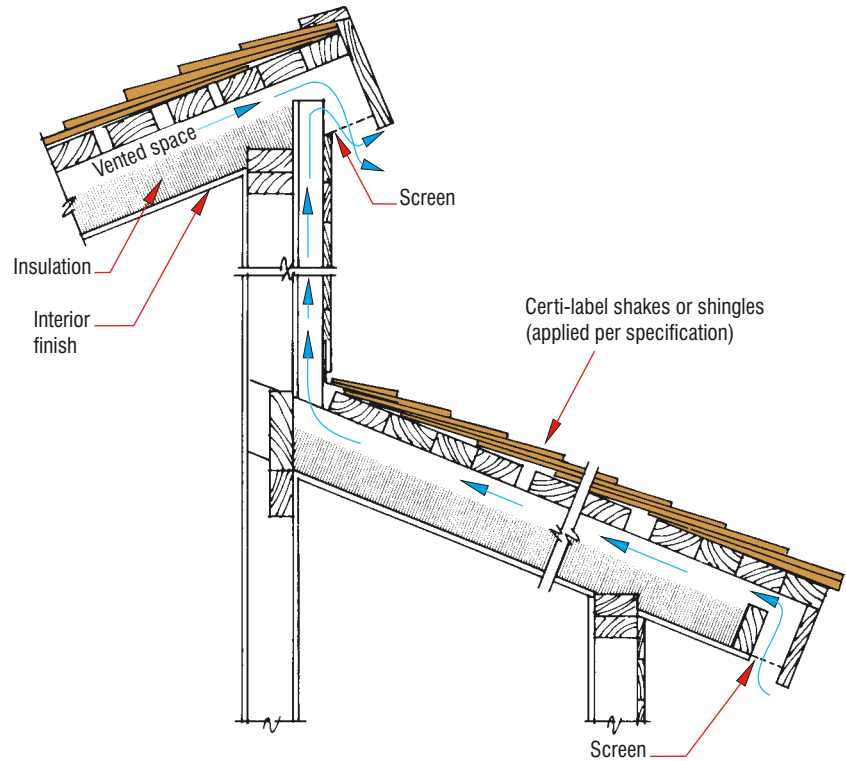 Vented space
Screen
Insulation
Interior
finish
Certi-label shakes or shingles
(applied per specification)
Screen